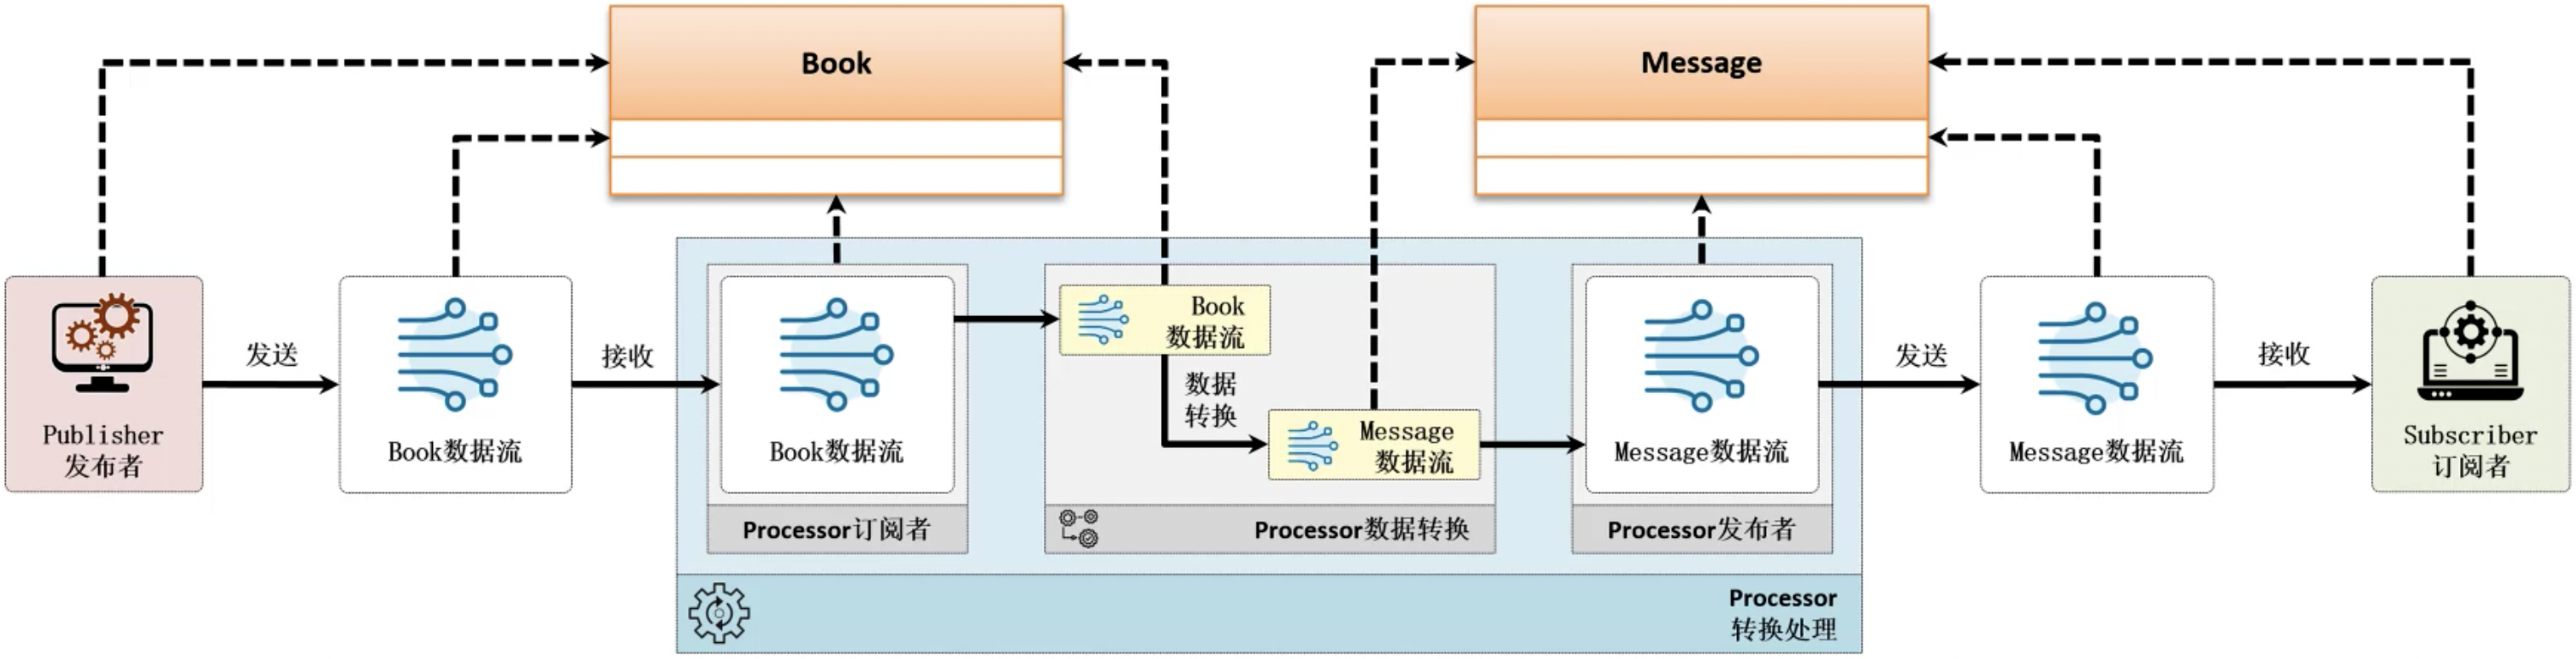 Book
Message
Publisher
发布者
发送
Book数据流
接收
Book数据流
Processor订阅者
Book
数据流
数据
转换
Message
数据流
Processor数据转换
Message数据流
Processor发布者
Processor
转换处理
发送
Message数据流
接收
Subscriber
订阅者